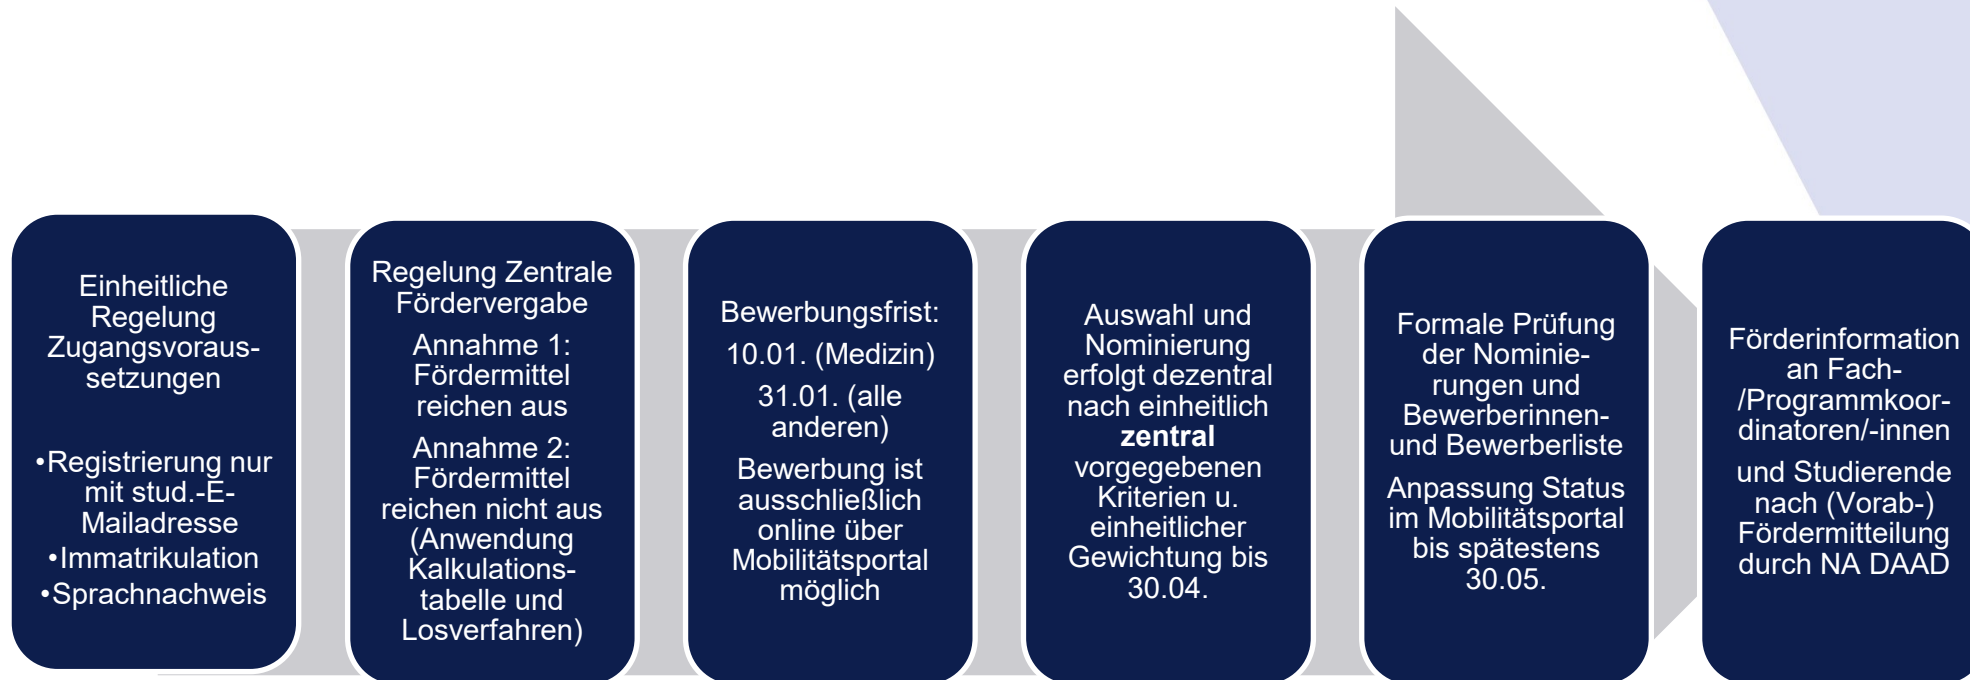 Einheitliche
Regelung
Zugangsvoraus-
setzungen
•Registrierung nur
mit stud.-E-
Mailadresse
•Immatrikulation
•Sprachnachweis
Regelung Zentrale
Fördervergabe
Annahme 1:
Fördermittel
reichen aus
Annahme 2:
Fördermittel
reichen nicht aus
(Anwendung
Kalkulations-
tabelle und
Losverfahren)
Bewerbungsfrist:
10.01. (Medizin)
31.01. (alle
anderen)
Bewerbung ist
ausschließlich
online über
Mobilitätsportal
möglich
Auswahl und
Nominierung
erfolgt dezentral
nach einheitlich
zentral
vorgegebenen
Kriterien u.
einheitlicher
Gewichtung bis
30.04.
Formale Prüfung
der Nominie-
rungen und
Bewerberinnen-
und Bewerberliste
Anpassung Status
im Mobilitätsportal
bis spätestens
30.05.
Förderinformation
an Fach-
/Programmkoor-
dinatoren/-innen
und Studierende
nach (Vorab-)
Fördermitteilung
durch NA DAAD